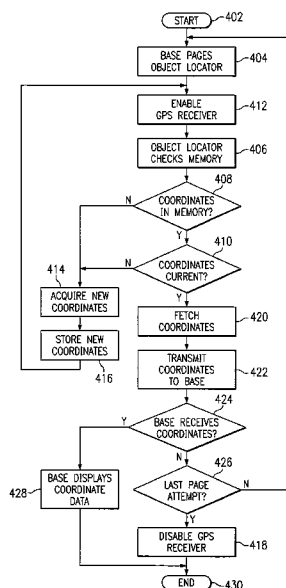 START
402
BASE PAGES
OBJECT LOCATOR
404
ENABLE
GPS RECEIVER
412
OBJECT LOCATOR
CHECKS MEMORY
406
408
COORDINATES
IN MEMORY?
N
Y
410
COORDINATES
CURRENT?
N
Y
414
ACQUIRE NEW
COORDINATES
STORE NEW
COORDINATES
416
FETCH
COORDINATES
420
TRANSMIT
COORDINATES
TO BASE
422
424
BASE RECEIVES
COORDINATES?
Y
N
426
LAST PAGE
ATTEMPT?
N
Y
428
BASE DISPLAYS
COORDINATE
DATA
DISABLE GPS
RECEIVER
418
END
430